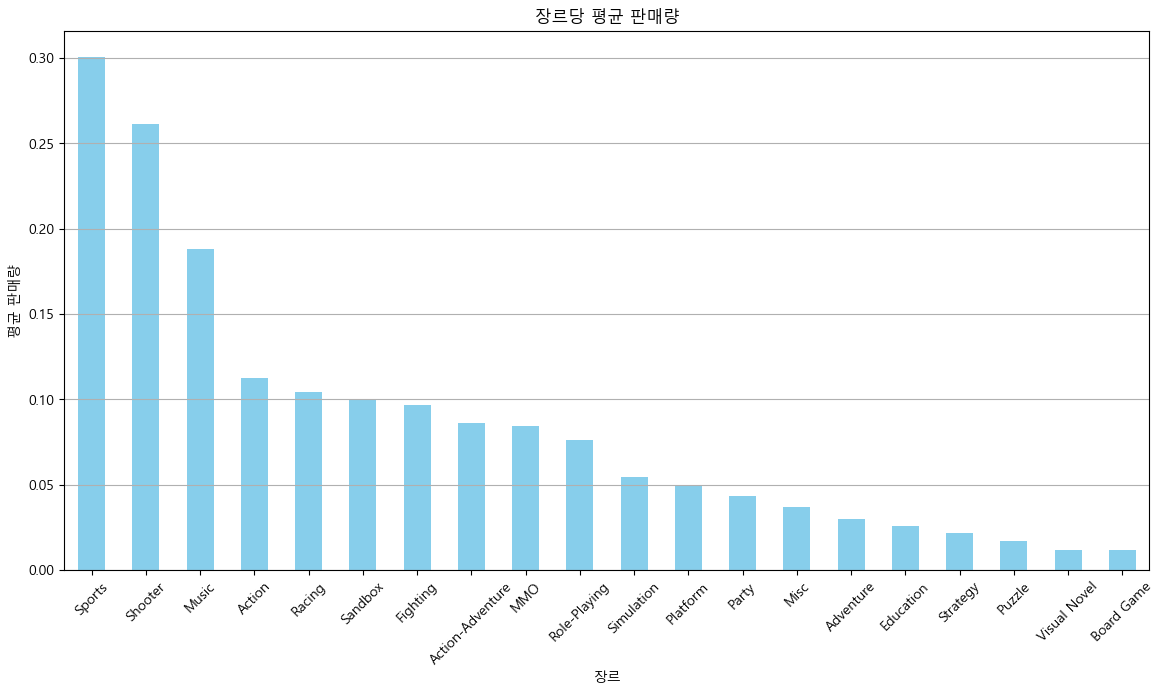 장르당 평균 판매량
평균 판매량
0.30
0.25
0.20
0.15
0.10
0.05
0.00
Sports
Shooter
Music
Action
Racing
Sandbox
Fighting
Action-Adventure
MMO
Role-Playing
Simulation
Platform
Party
Misc
Adventure
Education
Strategy
Puzzle
Visual Novel
Board Game
장르